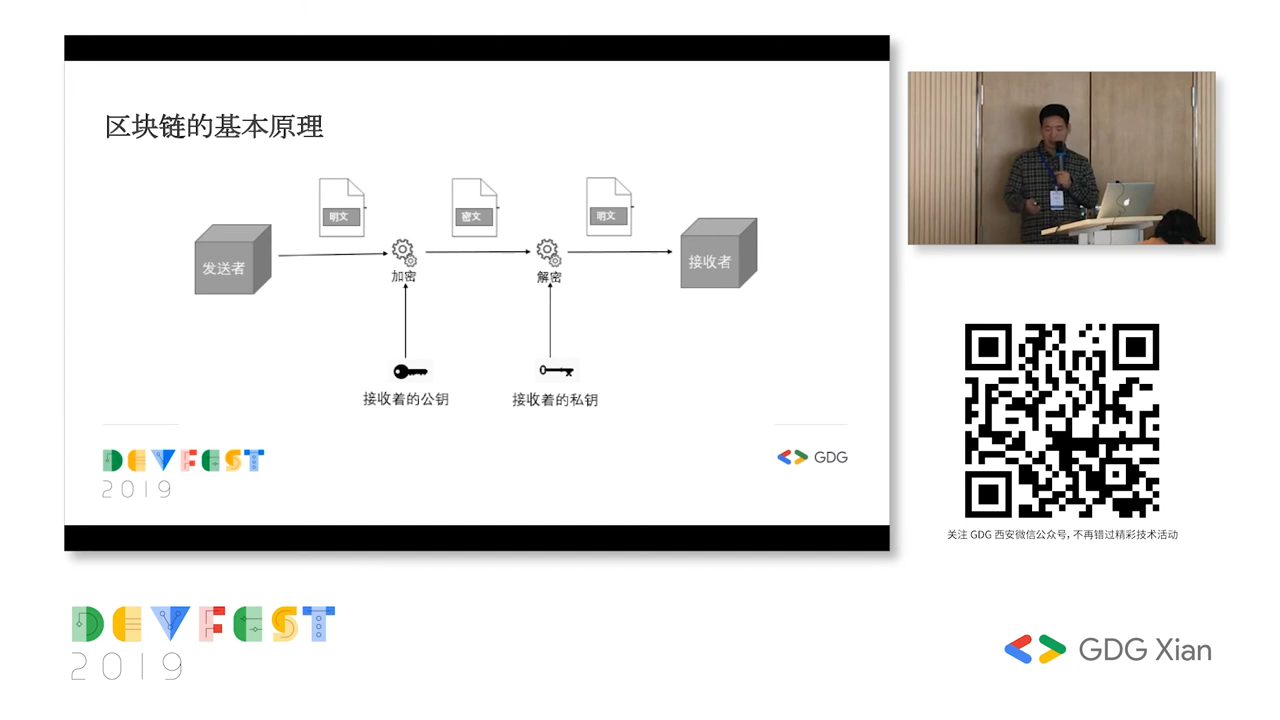 区块链的基本原理
明文
密文
明文
发送者
加密
解密
接收者
接收着的公钥
接收着的私钥
DEVFEST
2019
GDG
关注 GDG 西安微信公众号, 不再错过精彩技术活动
DEVFEST
2019
GDG Xian